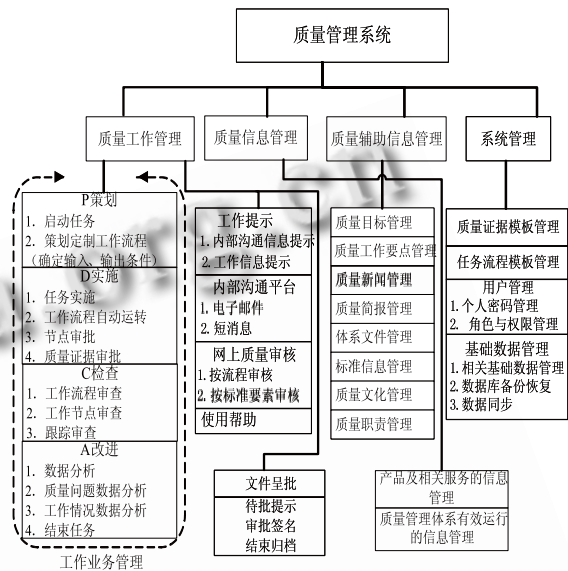 质量管理系统
质量工作管理
质量信息管理
质量辅助信息管理
系统管理
P策划
1. 启动任务
2. 策划定制工作流程
（确定输入、输出条件）
D实施
1. 任务实施
2. 工作流程自动运转
3. 节点审批
4. 质量证据审批
C检查
1. 工作流程审查
2. 工作节点审查
3. 跟踪审查
A改进
1. 数据分析
2. 质量问题数据分析
3. 工作情况数据分析
4. 结束任务
工作业务管理
工作提示
1.内部沟通信息提示
2.工作信息提示
内部沟通平台
1.电子邮件
2.短消息
网上质量审核
1.按流程审核
2.按标准要素审核
使用帮助
文件呈批
待批提示
审批签名
结束归档
质量目标管理
质量工作要点管理
质量新闻管理
质量简报管理
体系文件管理
标准信息管理
质量文化管理
质量职责管理
产品及相关服务的信息
管理
质量管理体系有效运行
的信息管理
质量证据模板管理
任务流程模板管理
用户管理
1.个人密码管理
2. 角色与权限管理
基础数据管理
1.相关基础数据管理
2.数据库备份恢复
3.数据同步